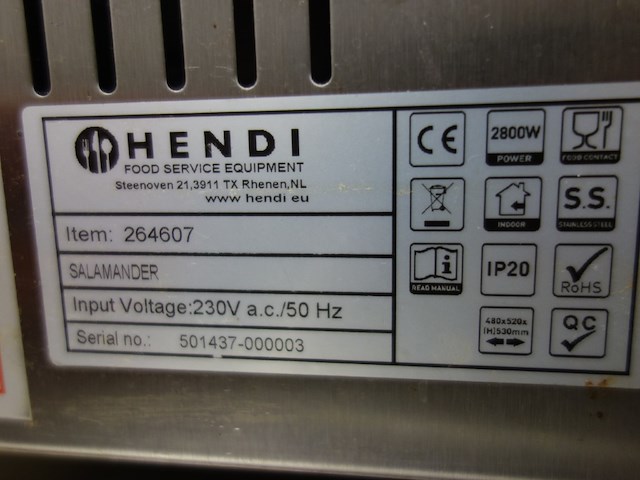 HENDI
FOOD SERVICE EQUIPMENT
Steenoven 21,3911 TX Rhenen,NL
www hendi eu
Item: 264607
SALAMANDER
Input Voltage:230V a.c./50 Hz
Serial no.: 501437-000003
CE
2800W
POWER
FOOD CONTACT
INDOOR
S.S.
STAINLESS STEEL
i
READ MANUAL
IP20
RoHS
480x520x
(H)530mm
QC